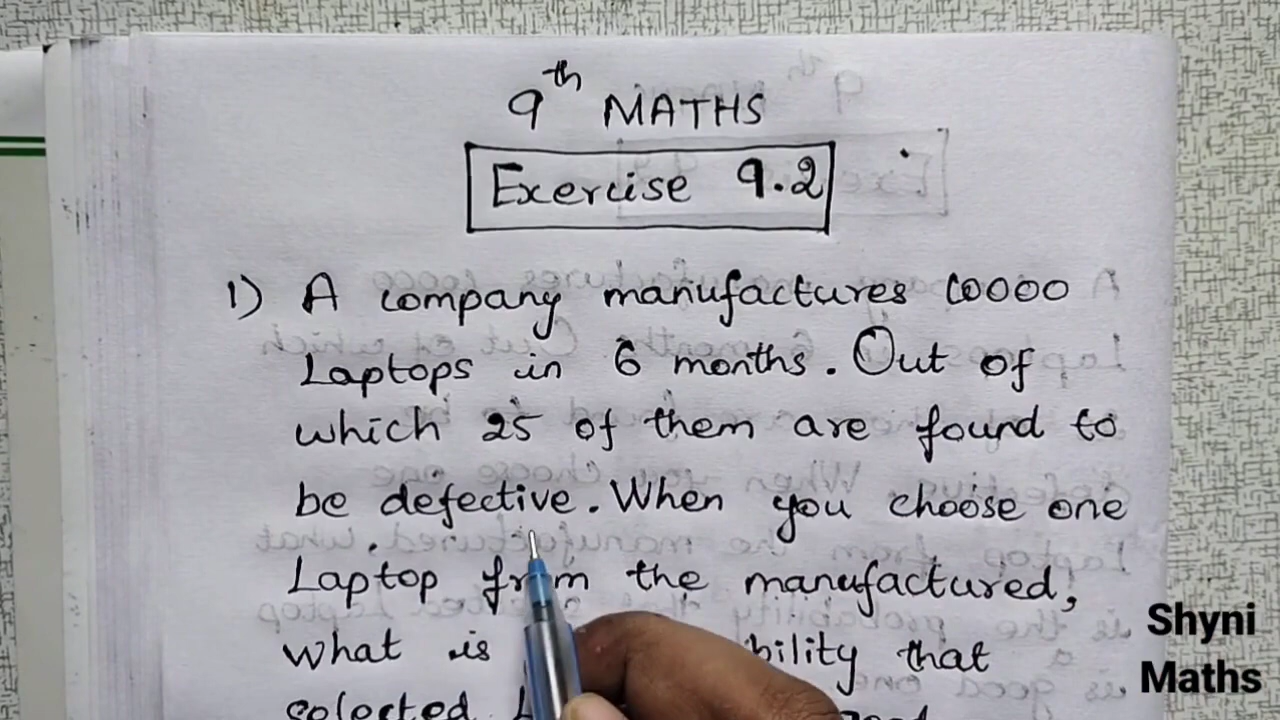 9th MATHS
Exercise 9.2
1) A company manufactures 10000
Laptops in 6 months. Out of
which 25 of them are found to
be defective. When you choose one
Laptop from the manufactured,
what is bility that
selected
Shyni
Maths